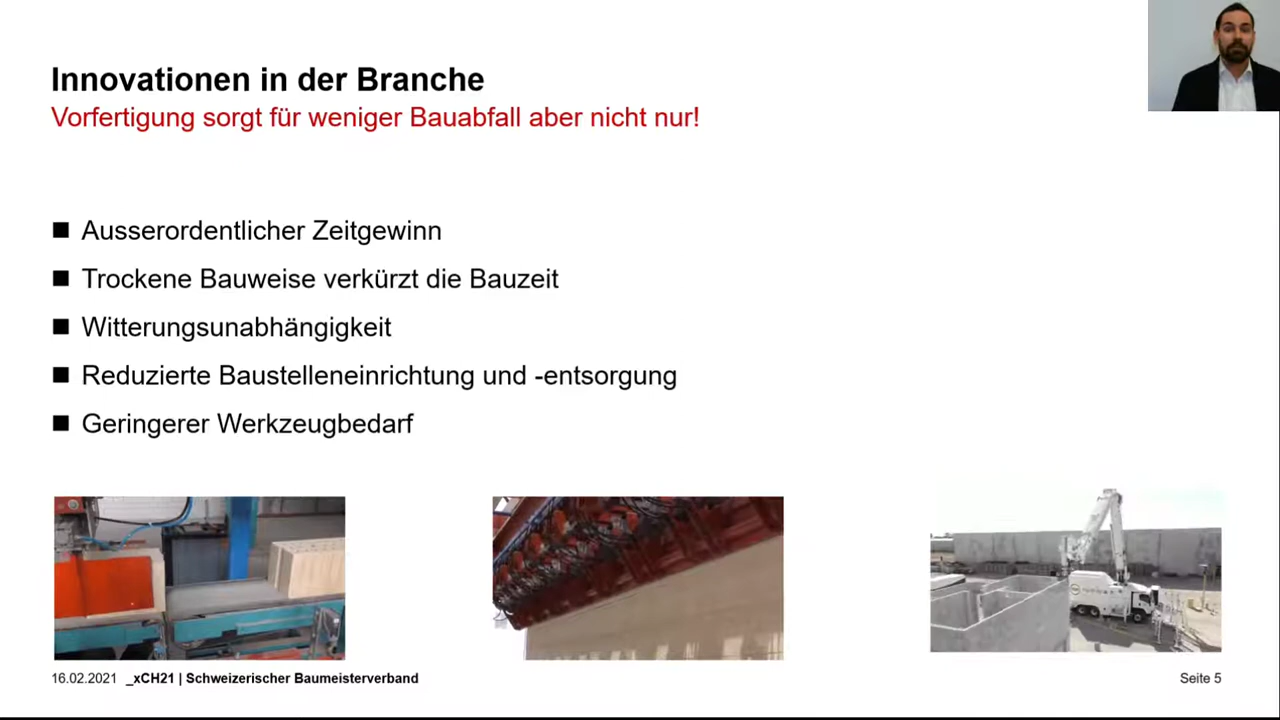 Innovationen in der Branche
Vorfertigung sorgt für weniger Bauabfall aber nicht nur!
Ausserordentlicher Zeitgewinn
Trockene Bauweise verkürzt die Bauzeit
Witterungsunabhängigkeit
Reduzierte Baustelleneinrichtung und -entsorgung
Geringerer Werkzeugbedarf
16.02.2021 _xCH21 | Schweizerischer Baumeisterverband
Seite 5